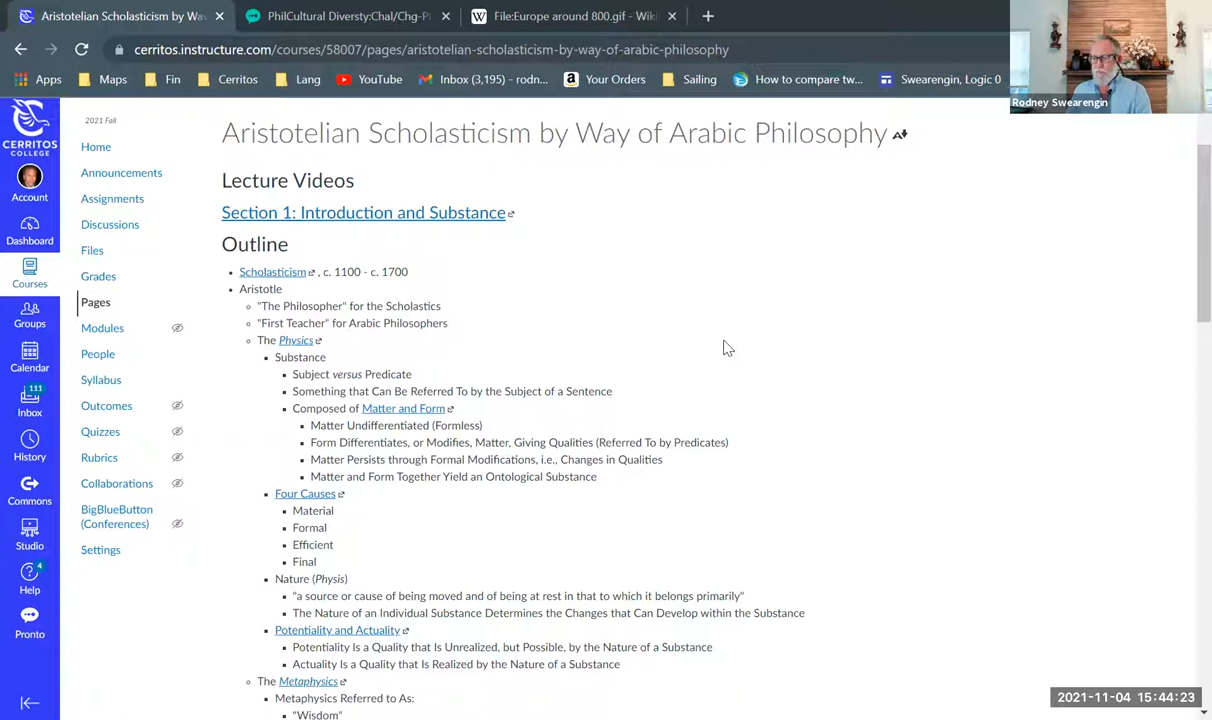 Aristotelian Scholasticism by Way
PhilCultural Diversty:Chal/Chg-P
File:Europe around 800.gif - Wiki
cerritos.instructure.com/courses/58007/pages/aristotelian-scholasticism-by-way-of-arabic-philosophy
Apps
Maps
Fin
Cerritos
Lang
YouTube
Inbox (3,195) - rodn...
Your Orders
Sailing
How to compare tw...
Swearengin, Logic 0
Rodney Swearengin
CERRITOS
COLLEGE
Account
Dashboard
Courses
Groups
Calendar
111
Inbox
History
Commons
Studio
4
Help
Pronto
2021 Fall
Home
Announcements
Assignments
Discussions
Files
Grades
Pages
Modules
People
Syllabus
Outcomes
Quizzes
Rubrics
Collaborations
BigBlueButton
(Conferences)
Settings
Aristotelian Scholasticism by Way of Arabic Philosophy
Lecture Videos
Section 1: Introduction and Substance
Outline
Scholasticism , c. 1100 - c. 1700
Aristotle
"The Philosopher" for the Scholastics
"First Teacher" for Arabic Philosophers
The Physics
Substance
Subject versus Predicate
Something that Can Be Referred To by the Subject of a Sentence
Composed of Matter and Form
Matter Undifferentiated (Formless)
Form Differentiates, or Modifies, Matter, Giving Qualities (Referred To by Predicates)
Matter Persists through Formal Modifications, i.e., Changes in Qualities
Matter and Form Together Yield an Ontological Substance
Four Causes
Material
Formal
Efficient
Final
Nature (Physis)
"a source or cause of being moved and of being at rest in that to which it belongs primarily"
The Nature of an Individual Substance Determines the Changes that Can Develop within the Substance
Potentiality and Actuality
Potentiality Is a Quality that Is Unrealized, but Possible, by the Nature of a Substance
Actuality Is a Quality that Is Realized by the Nature of a Substance
The Metaphysics
Metaphysics Referred to As:
"Wisdom"
2021-11-04 15:44:23